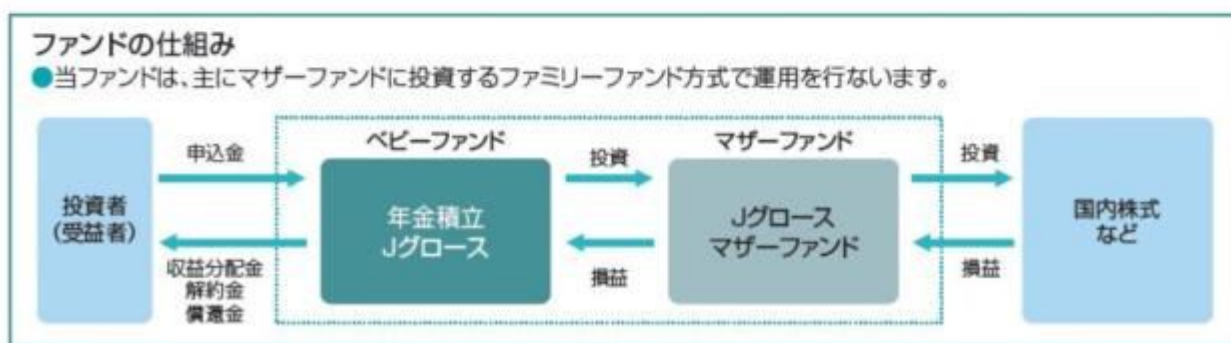 ファンドの仕組み
●当ファンドは、主にマザーファンドに投資するファミリーファンド方式で運用を行ないます。
投資者
(受益者)
申込金
収益分配金
解約金
償還金
ベビーファンド
年金積立
Jグロース
投資
損益
マザーファンド
Jグロース
マザーファンド
投資
損益
国内株式
など